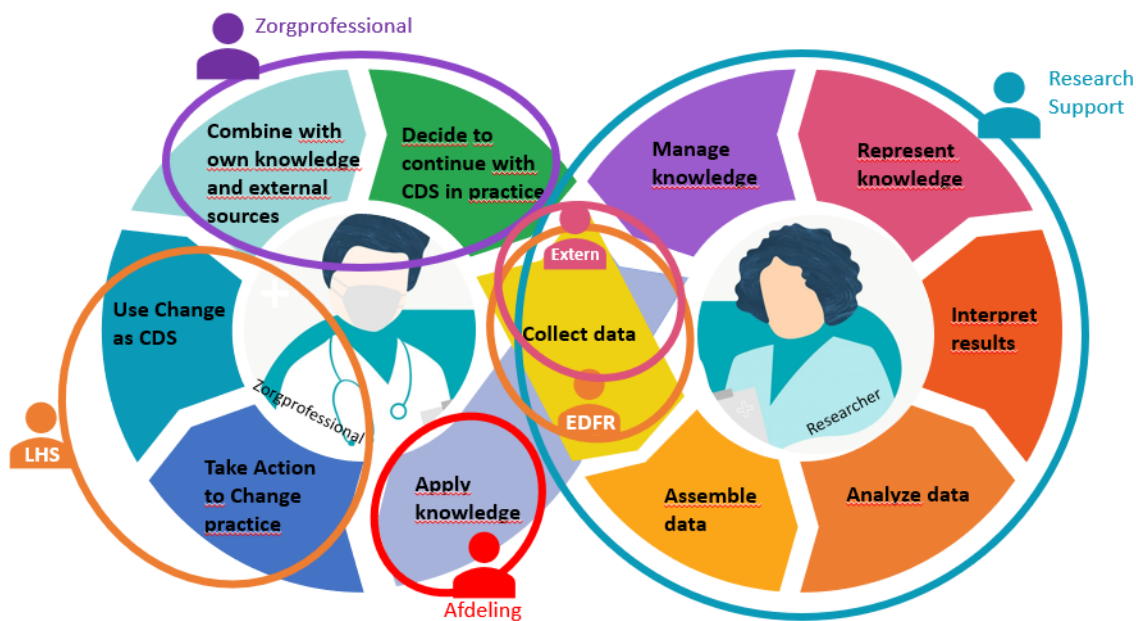 Zorgprofessional
Research
Support
Combine with
own knowledge
and external
sources
Decide to
continue with
CDS in practice
Manage
knowledge
Represent
knowledge
Extern
Use Change
as CDS
Collect data
Interpret
results
Zorgprofessional
Researcher
EDFR
LHS
Take Action
to Change
practice
Apply
knowledge
Assemble
data
Analyze data
Afdeling